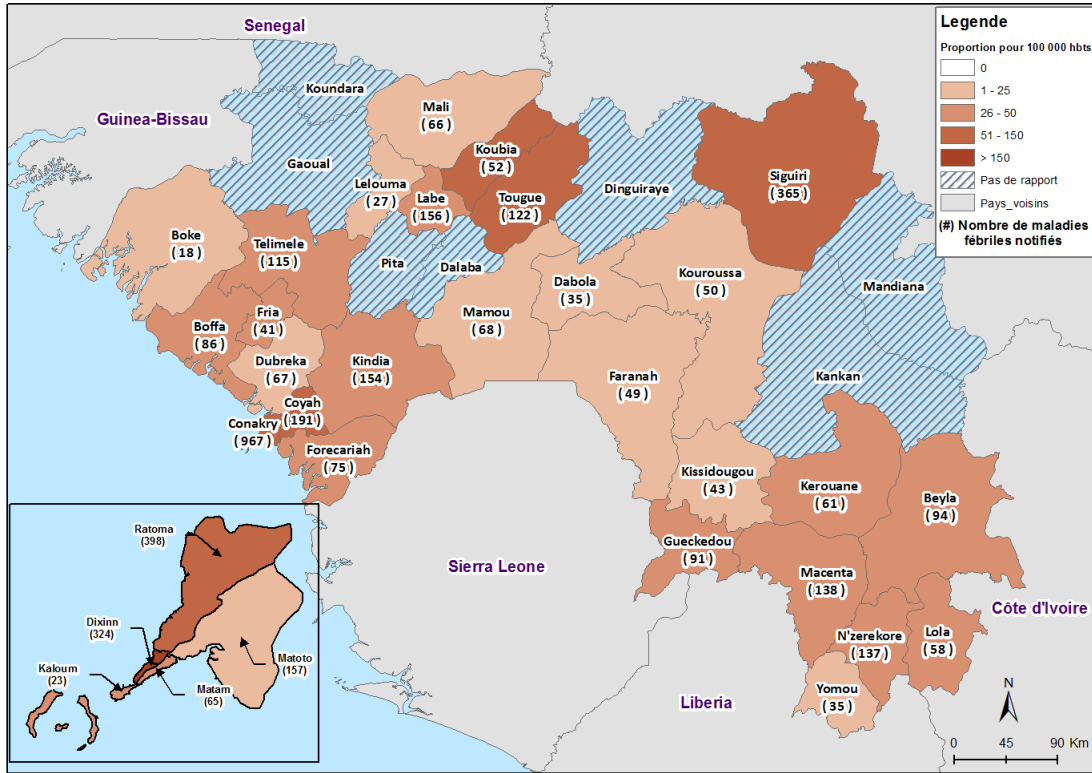 Senegal
Guinea-Bissau
Koundara
Gaoual
Mali
(66)
Koubia
(52)
Lelouma
(27)
Labe
(156)
Tougue
(122)
Dinguiraye
Siguiri
(365)
Boke
(18)
Telimele
(115)
Pita
Dalaba
Dabola
(35)
Kouroussa
(50)
Mandiana
Boffa
(86)
Fria
(41)
Mamou
(68)
Dubreka
(67)
Kindia
(154)
Faranah
(49)
Kankan
Coyah
(191)
Conakry
(967)
Forecariah
(75)
Kissidougou
(43)
Kerouane
(61)
Beyla
(94)
Gueckedou
(91)
Macenta
(138)
Sierra Leone
Côte d'Ivoire
N'zerekore
(137)
Lola
(58)
Yomou
(35)
Liberia
Legende
Proportion pour 100 000 hbts
0
1 - 25
26 - 50
51 - 150
> 150
Pas de rapport
Pays_voisins
(#) Nombre de maladies
fébriles notifiés
Ratoma
(398)
Dixinn
(324)
Kaloum
(23)
Matam
(65)
Matoto
(157)
N
0 45 90 Km